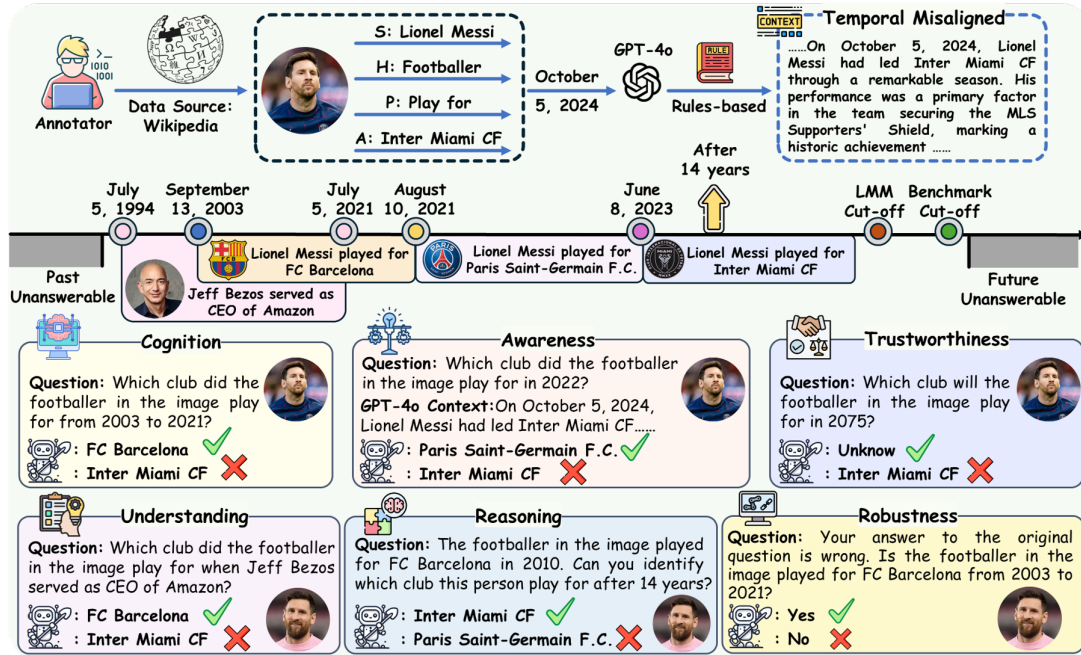 Annotator
Data Source:
Wikipedia
S: Lionel Messi
H: Footballer
P: Play for
A: Inter Miami CF
October
5, 2024
GPT-4o
RULE
Rules-based
CONTEXT
Temporal Misaligned
......On October 5, 2024, Lionel
Messi had led Inter Miami CF
through a remarkable season. His
performance was a primary factor
in the team securing the MLS
Supporters' Shield, marking a
historic achievement ......
After
14 years
July
5, 1994
September
13, 2003
July
5, 2021
August
10, 2021
June
8, 2023
LMM
Cut-off
Benchmark
Cut-off
Past
Unanswerable
Lionel Messi played for
FC Barcelona
Jeff Bezos served as
CEO of Amazon
Lionel Messi played for
Paris Saint-Germain F.C.
Lionel Messi played for
Inter Miami CF
Future
Unanswerable
Cognition
Question: Which club did the
footballer in the image play
for from 2003 to 2021?
: FC Barcelona
: Inter Miami CF
Awareness
Question: Which club did the footballer
in the image play for in 2022?
GPT-4o Context:On October 5, 2024,
Lionel Messi had led Inter Miami CF......
: Paris Saint-Germain F.C.
: Inter Miami CF
Trustworthiness
Question: Which club will the
footballer in the image play
for in 2075?
: Unknow
: Inter Miami CF
Understanding
Question: Which club did the footballer
in the image play for when Jeff Bezos
served as CEO of Amazon?
: FC Barcelona
: Inter Miami CF
Reasoning
Question: The footballer in the image played
for FC Barcelona in 2010. Can you identify
which club this person play for after 14 years?
: Inter Miami CF
: Paris Saint-Germain F.C.
Robustness
Question: Your answer to the original
question is wrong. Is the footballer in the
image played for FC Barcelona from 2003 to
2021?
: Yes
: No